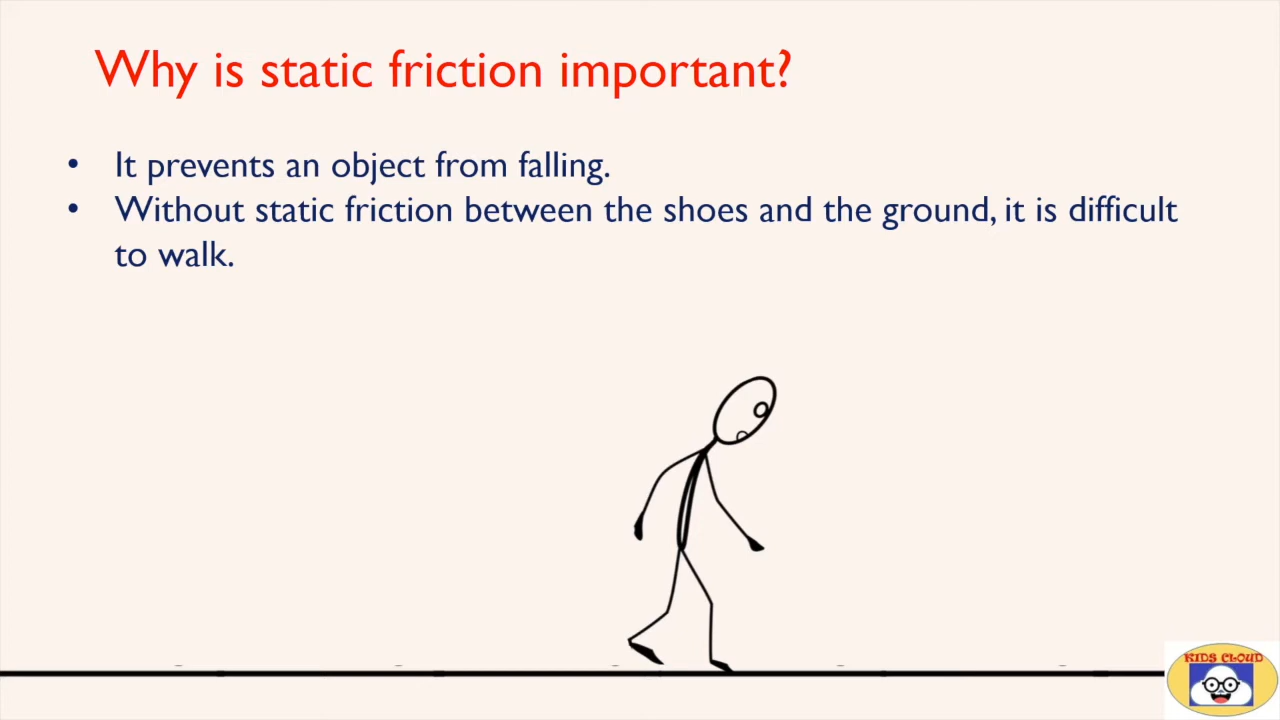 Why is static friction important?
• It prevents an object from falling.
• Without static friction between the shoes and the ground, it is difficult
to walk.
KIDS CLOUD